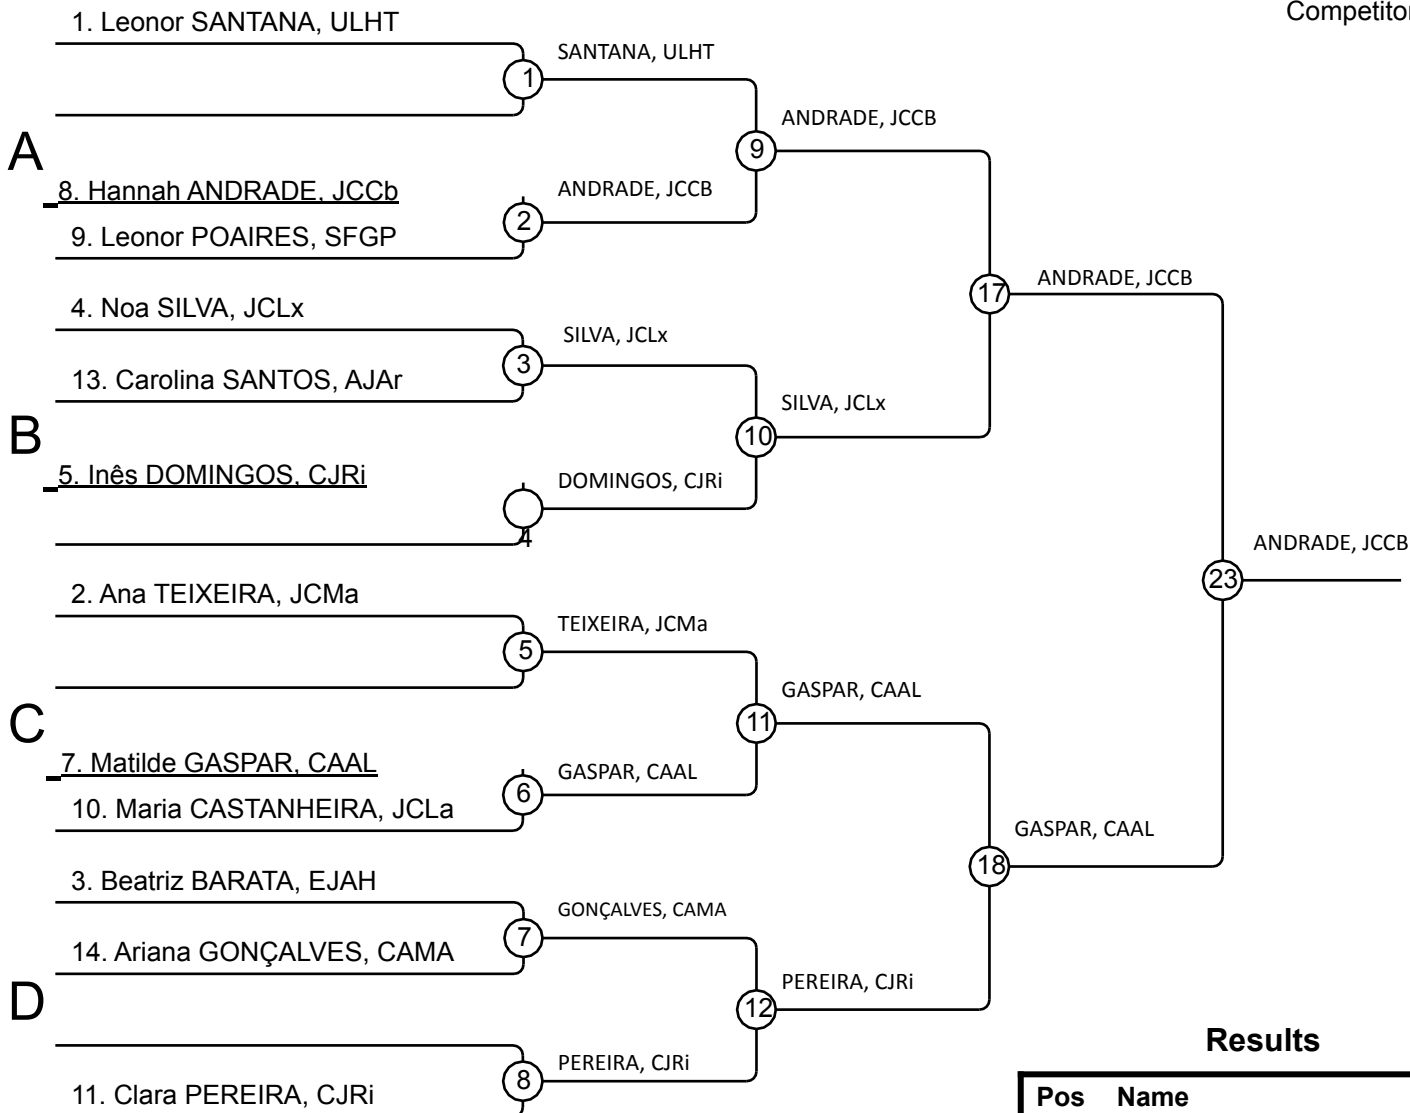 Competitor
1. Leonor SANTANA, ULHT
SANTANA, ULHT
1
ANDRADE, JCCB
A
9
8. Hannah ANDRADE, JCCb
ANDRADE, JCCB
2
9. Leonor POAIRES, SFGP
ANDRADE, JCCB
17
4. Noa SILVA, JCLx
SILVA, JCLx
3
13. Carolina SANTOS, AJAr
SILVA, JCLx
B
10
5. Inês DOMINGOS, CJRi
DOMINGOS, CJRi
4
ANDRADE, JCCB
23
2. Ana TEIXEIRA, JCMa
TEIXEIRA, JCMa
5
GASPAR, CAAL
C
11
7. Matilde GASPAR, CAAL
GASPAR, CAAL
6
10. Maria CASTANHEIRA, JCLa
GASPAR, CAAL
18
3. Beatriz BARATA, EJAH
GONÇALVES, CAMA
7
14. Ariana GONÇALVES, CAMA
PEREIRA, CJRi
D
12
PEREIRA, CJRi
8
11. Clara PEREIRA, CJRi
Results
Pos Name